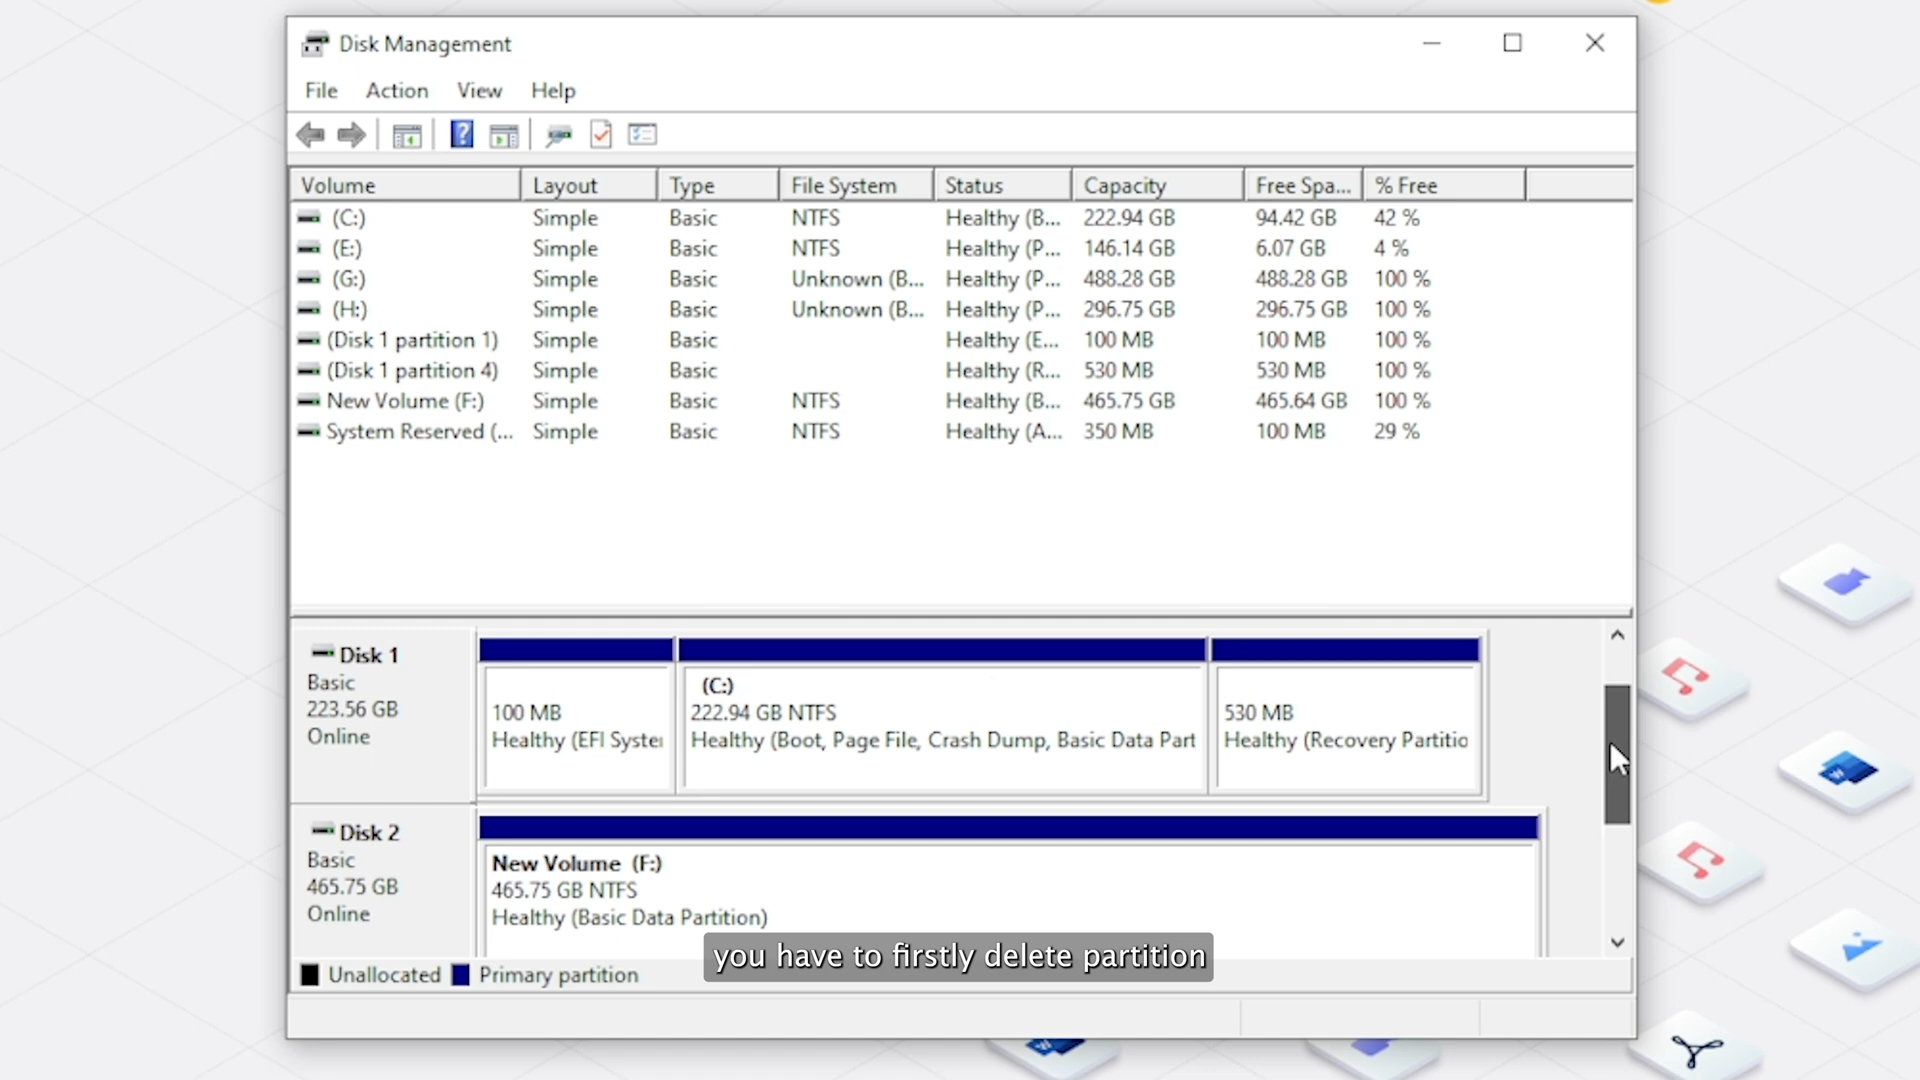 Disk Management
File Action View Help
Volume Layout Type File System Status Capacity Free Spa... % Free
(C:) Simple Basic NTFS Healthy (B... 222.94 GB 94.42 GB 42 %
(E:) Simple Basic NTFS Healthy (P... 146.14 GB 6.07 GB 4 %
(G:) Simple Basic Unknown (B... Healthy (P... 488.28 GB 488.28 GB 100 %
(H:) Simple Basic Unknown (B... Healthy (P... 296.75 GB 296.75 GB 100 %
(Disk 1 partition 1) Simple Basic Healthy (E... 100 MB 100 MB 100 %
(Disk 1 partition 4) Simple Basic Healthy (R... 530 MB 530 MB 100 %
New Volume (F:) Simple Basic NTFS Healthy (B... 465.75 GB 465.64 GB 100 %
System Reserved (... Simple Basic NTFS Healthy (A... 350 MB 100 MB 29 %
Disk 1
Basic
223.56 GB
Online
100 MB
Healthy (EFI System
(C:)
222.94 GB NTFS
Healthy (Boot, Page File, Crash Dump, Basic Data Part
530 MB
Healthy (Recovery Partitio
Disk 2
Basic
465.75 GB
Online
New Volume (F:)
465.75 GB NTFS
Healthy (Basic Data Partition)
you have to firstly delete partition
Unallocated Primary partition